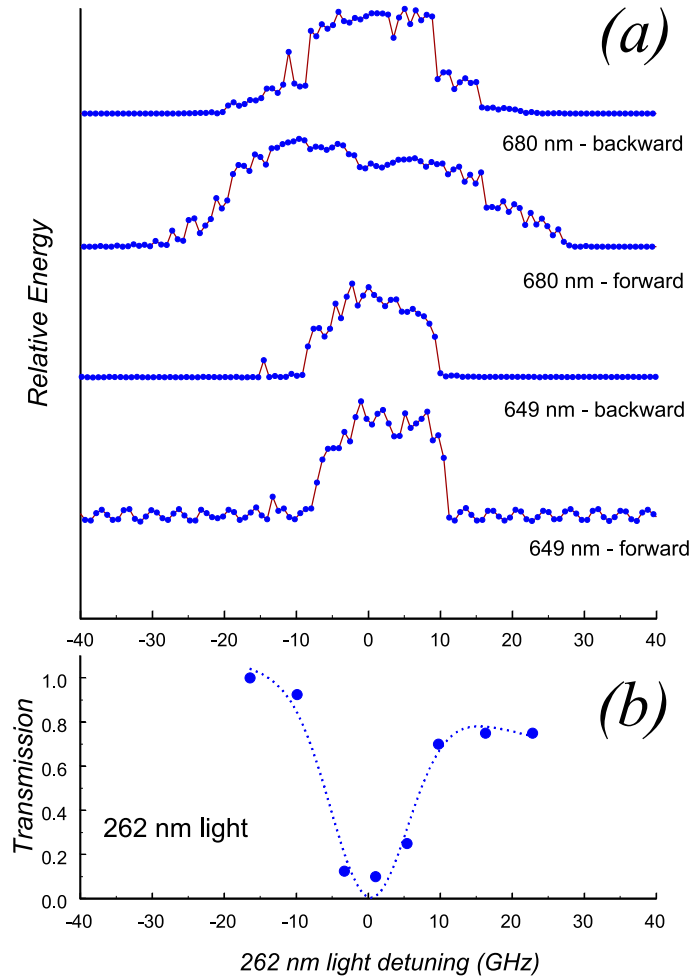 (a)
680 nm - backward
680 nm - forward
649 nm - backward
649 nm - forward
Relative Energy
−40 −30 −20 −10 0 10 20 30 40
(b)
1.0
0.8
0.6
0.4
0.2
0.0
Transmission
262 nm light
−40 −30 −20 −10 0 10 20 30 40
262 nm light detuning (GHz)